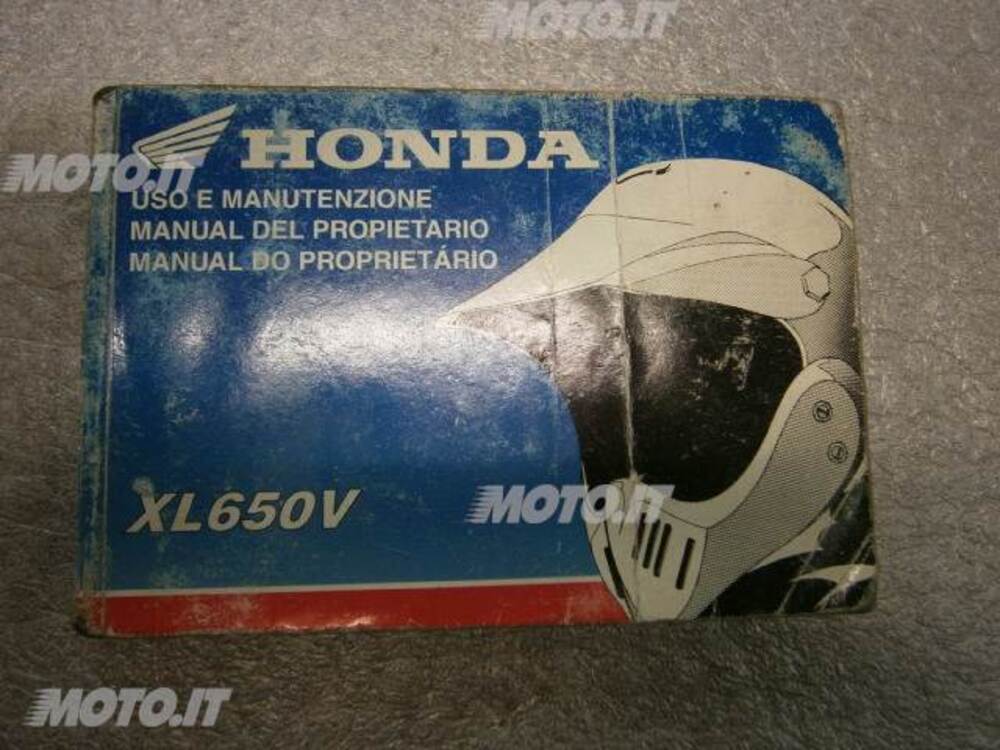 MOTO.IT
HONDA
MOTO.IT
USO E MANUTENZIONE
MANUAL DEL PROPIETARIO
MANUAL DO PROPRIETÁRIO
XL650V
MOTO.IT
MOTO.IT